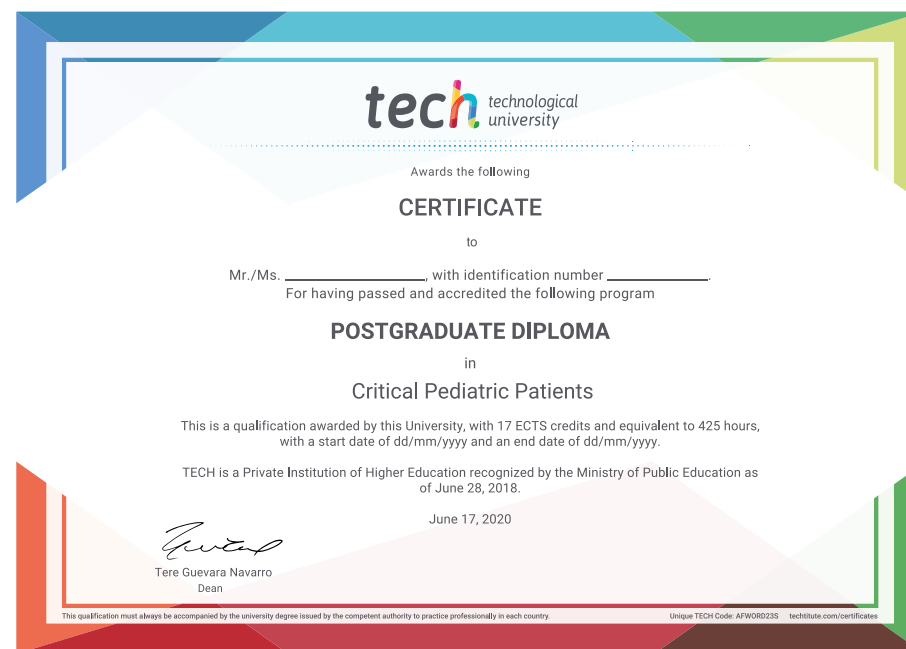 tech technological
university
Awards the following
CERTIFICATE
to
Mr./Ms. ____________________, with identification number ______________.
For having passed and accredited the following program
POSTGRADUATE DIPLOMA
in
Critical Pediatric Patients
This is a qualification awarded by this University, with 17 ECTS credits and equivalent to 425 hours,
with a start date of dd/mm/yyyy and an end date of dd/mm/yyyy.
TECH is a Private Institution of Higher Education recognized by the Ministry of Public Education as
of June 28, 2018.
June 17, 2020
Tere Guevara Navarro
Dean
This qualification must always be accompanied by the university degree issued by the competent authority to practice professionally in each country.
Unique TECH Code: AFWORD23S techtitute.com/certificates